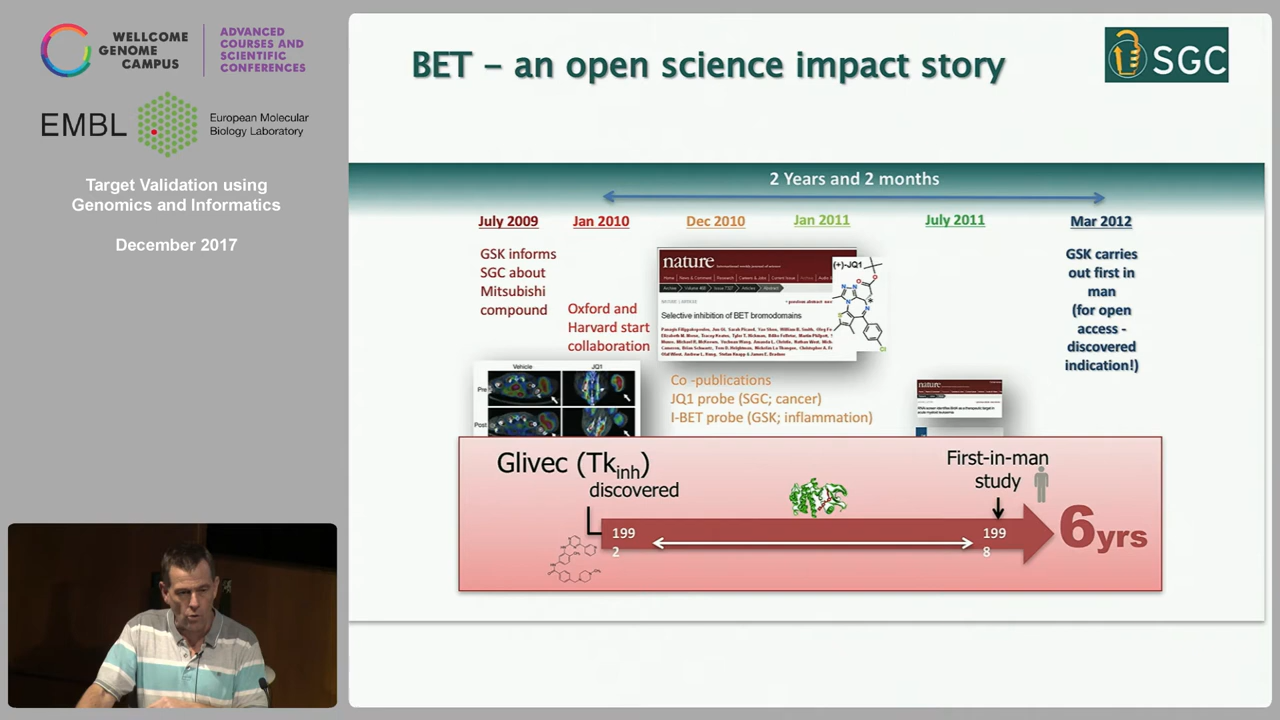 WELLCOME
GENOME
CAMPUS
ADVANCED
COURSES AND
SCIENTIFIC
CONFERENCES
EMBL
European Molecular
Biology Laboratory
Target Validation using
Genomics and Informatics
December 2017
BET – an open science impact story
SGC
2 Years and 2 months
July 2009
Jan 2010
Dec 2010
Jan 2011
July 2011
Mar 2012
GSK informs
SGC about
Mitsubishi
compound
Oxford and
Harvard start
collaboration
nature
Selective inhibition of BET bromodomains
(+)-JQ1
GSK carries
out first in
man
(for open
access -
discovered
indication!)
Vehicle
JQ1
Pre
Post
Co -publications
JQ1 probe (SGC; cancer)
I-BET probe (GSK; inflammation)
nature
Glivec (Tkinh)
discovered
First-in-man
study
199
2
199
8
6yrs